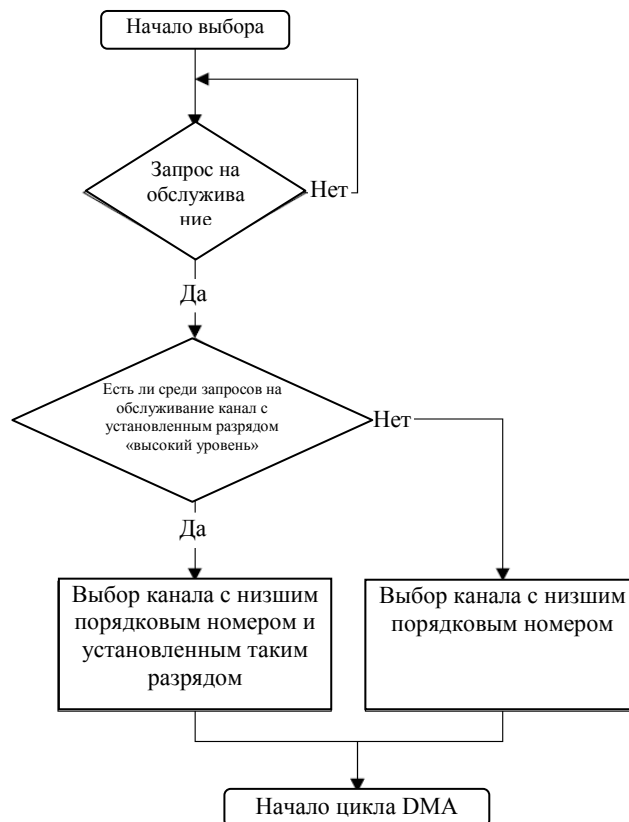 Начало выбора
Запрос на
обслужива
ние
Нет
Да
Есть ли среди запросов на
обслуживание канал с
установленным разрядом
«высокий уровень»
Нет
Да
Выбор канала с низшим
порядковым номером и
установленным таким
разрядом
Выбор канала с низшим
порядковым номером
Начало цикла DMA